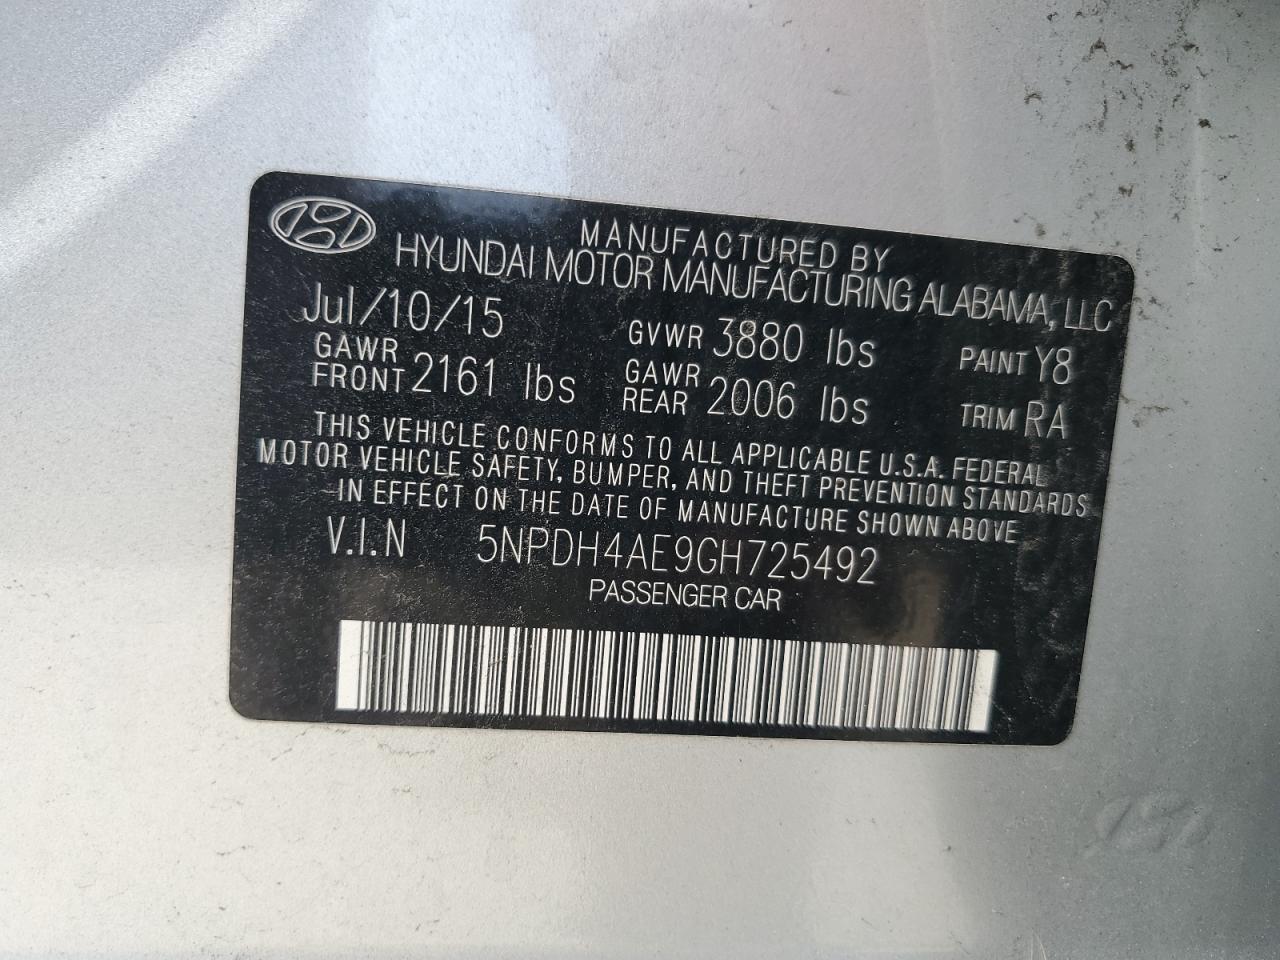 MANUFACTURED BY
HYUNDAI MOTOR MANUFACTURING ALABAMA, LLC
Jul/10/15 GVWR 3880 lbs PAINT Y8
GAWR FRONT 2161 lbs GAWR REAR 2006 lbs TRIM RA
THIS VEHICLE CONFORMS TO ALL APPLICABLE U.S.A. FEDERAL
MOTOR VEHICLE SAFETY, BUMPER, AND THEFT PREVENTION STANDARDS
IN EFFECT ON THE DATE OF MANUFACTURE SHOWN ABOVE
V.I.N 5NPDH4AE9GH725492
PASSENGER CAR